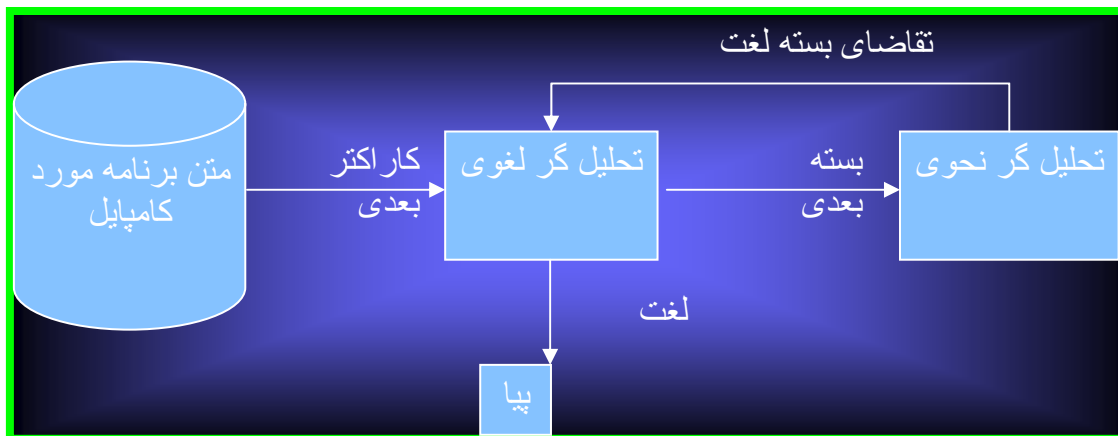 تقاضای بسته لغت
متن برنامه مورد
کامپایل
کاراکتر
بعدی
تحلیل گر لغوی
بسته
بعدی
تحلیل گر نحوی
لغت
پیا